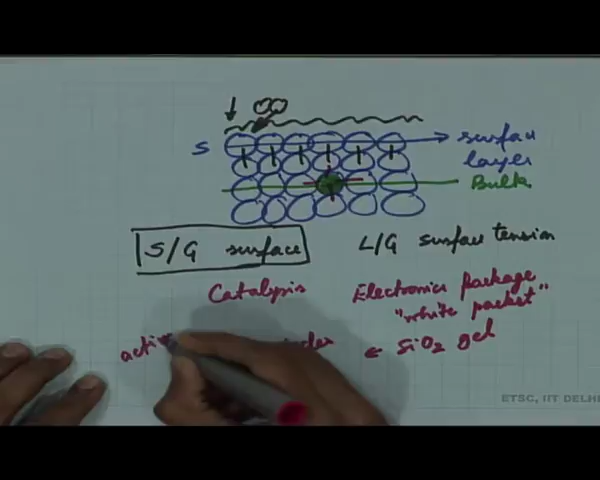 S
surface
layer
Bulk
S/G surface
L/G surface tension
Catalysis
Electronics Package
"white packet"
← SiO2 gel
ETSC, IIT DELHI